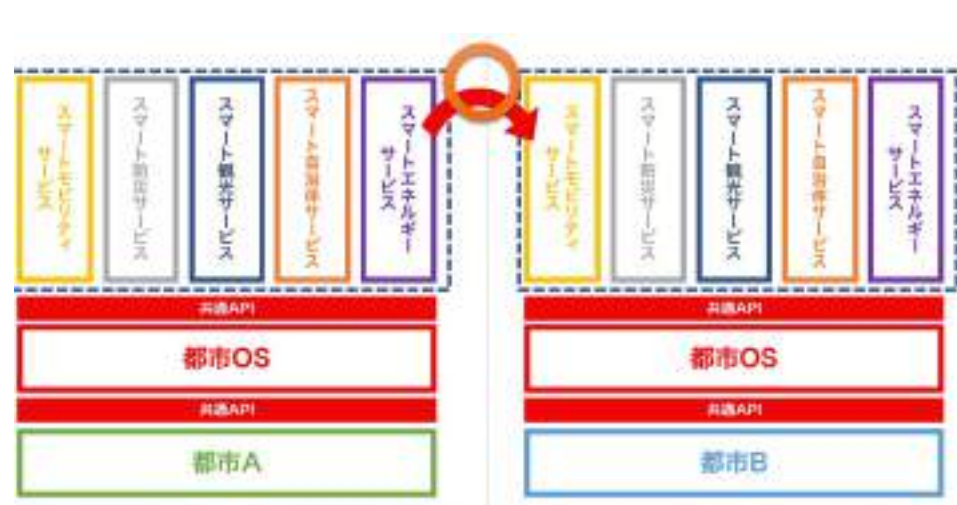 スマートモビリティ
サービス
スマート防災サービス
スマート観光サービス
スマート自治体サービス
スマートエネルギー
サービス
共通API
都市OS
共通API
都市A
スマートモビリティ
サービス
スマート防災サービス
スマート観光サービス
スマート自治体サービス
スマートエネルギー
サービス
共通API
都市OS
共通API
都市B